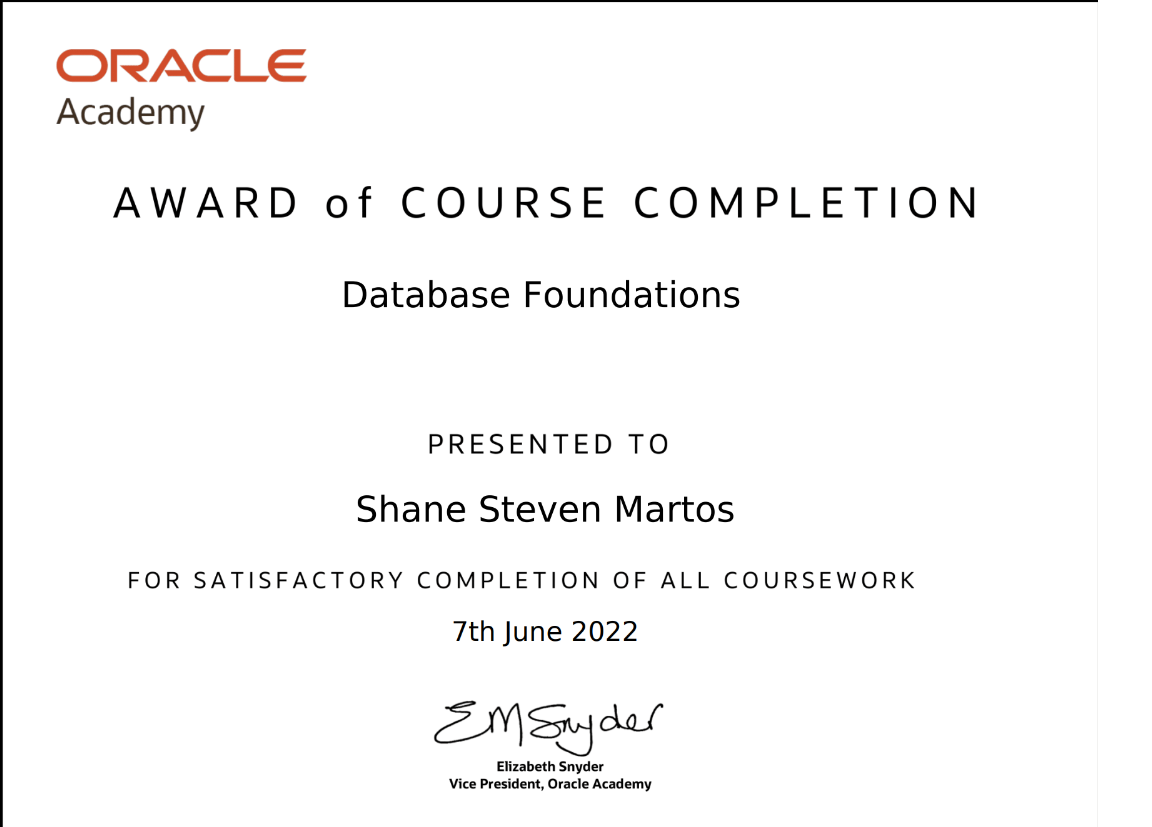 ORACLE
Academy
AWARD of COURSE COMPLETION
Database Foundations
PRESENTED TO
Shane Steven Martos
FOR SATISFACTORY COMPLETION OF ALL COURSEWORK
7th June 2022
EMSnyder
Elizabeth Snyder
Vice President, Oracle Academy